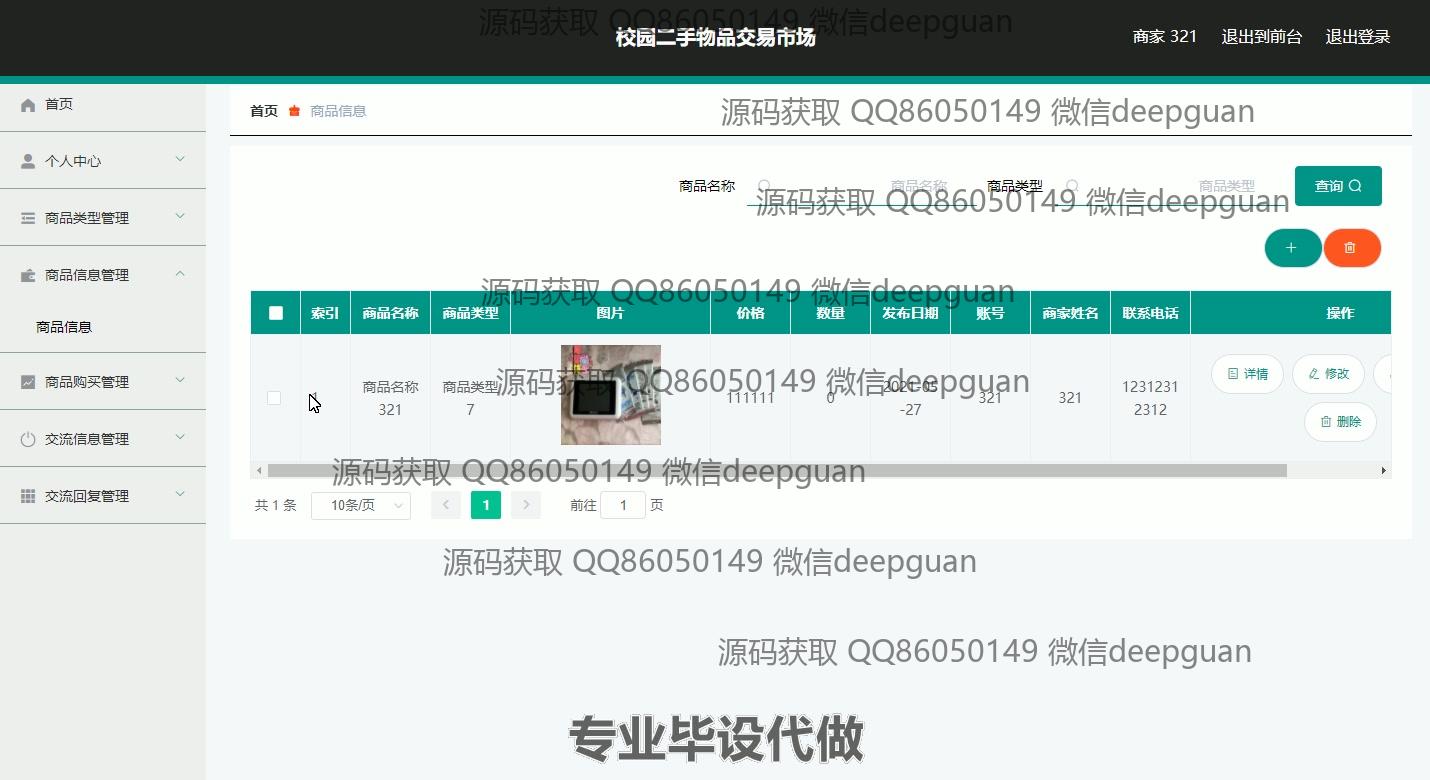 源码获取 QQ86050149 微信deepguan
校园二手物品交易市场
商家 321 退出到前台 退出登录
首页
个人中心
商品类型管理
商品信息管理
商品信息
商品购买管理
交流信息管理
交流回复管理
首页 商品信息
源码获取 QQ86050149 微信deepguan
商品名称 商品名称 商品类型 商品类型 查询
源码获取 QQ86050149 微信deepguan
+
源码获取 QQ86050149 微信deepguan
索引 商品名称 商品类型 图片 价格 数量 发布日期 账号 商家姓名 联系电话 操作
商品名称321 商品类型7 111111 0 2021-05-27 321 321 12312312312 详情 修改 删除
源码获取 QQ86050149 微信deepguan
源码获取 QQ86050149 微信deepguan
共 1 条 10条/页 1 前往 1 页
源码获取 QQ86050149 微信deepguan
源码获取 QQ86050149 微信deepguan
专业毕设代做